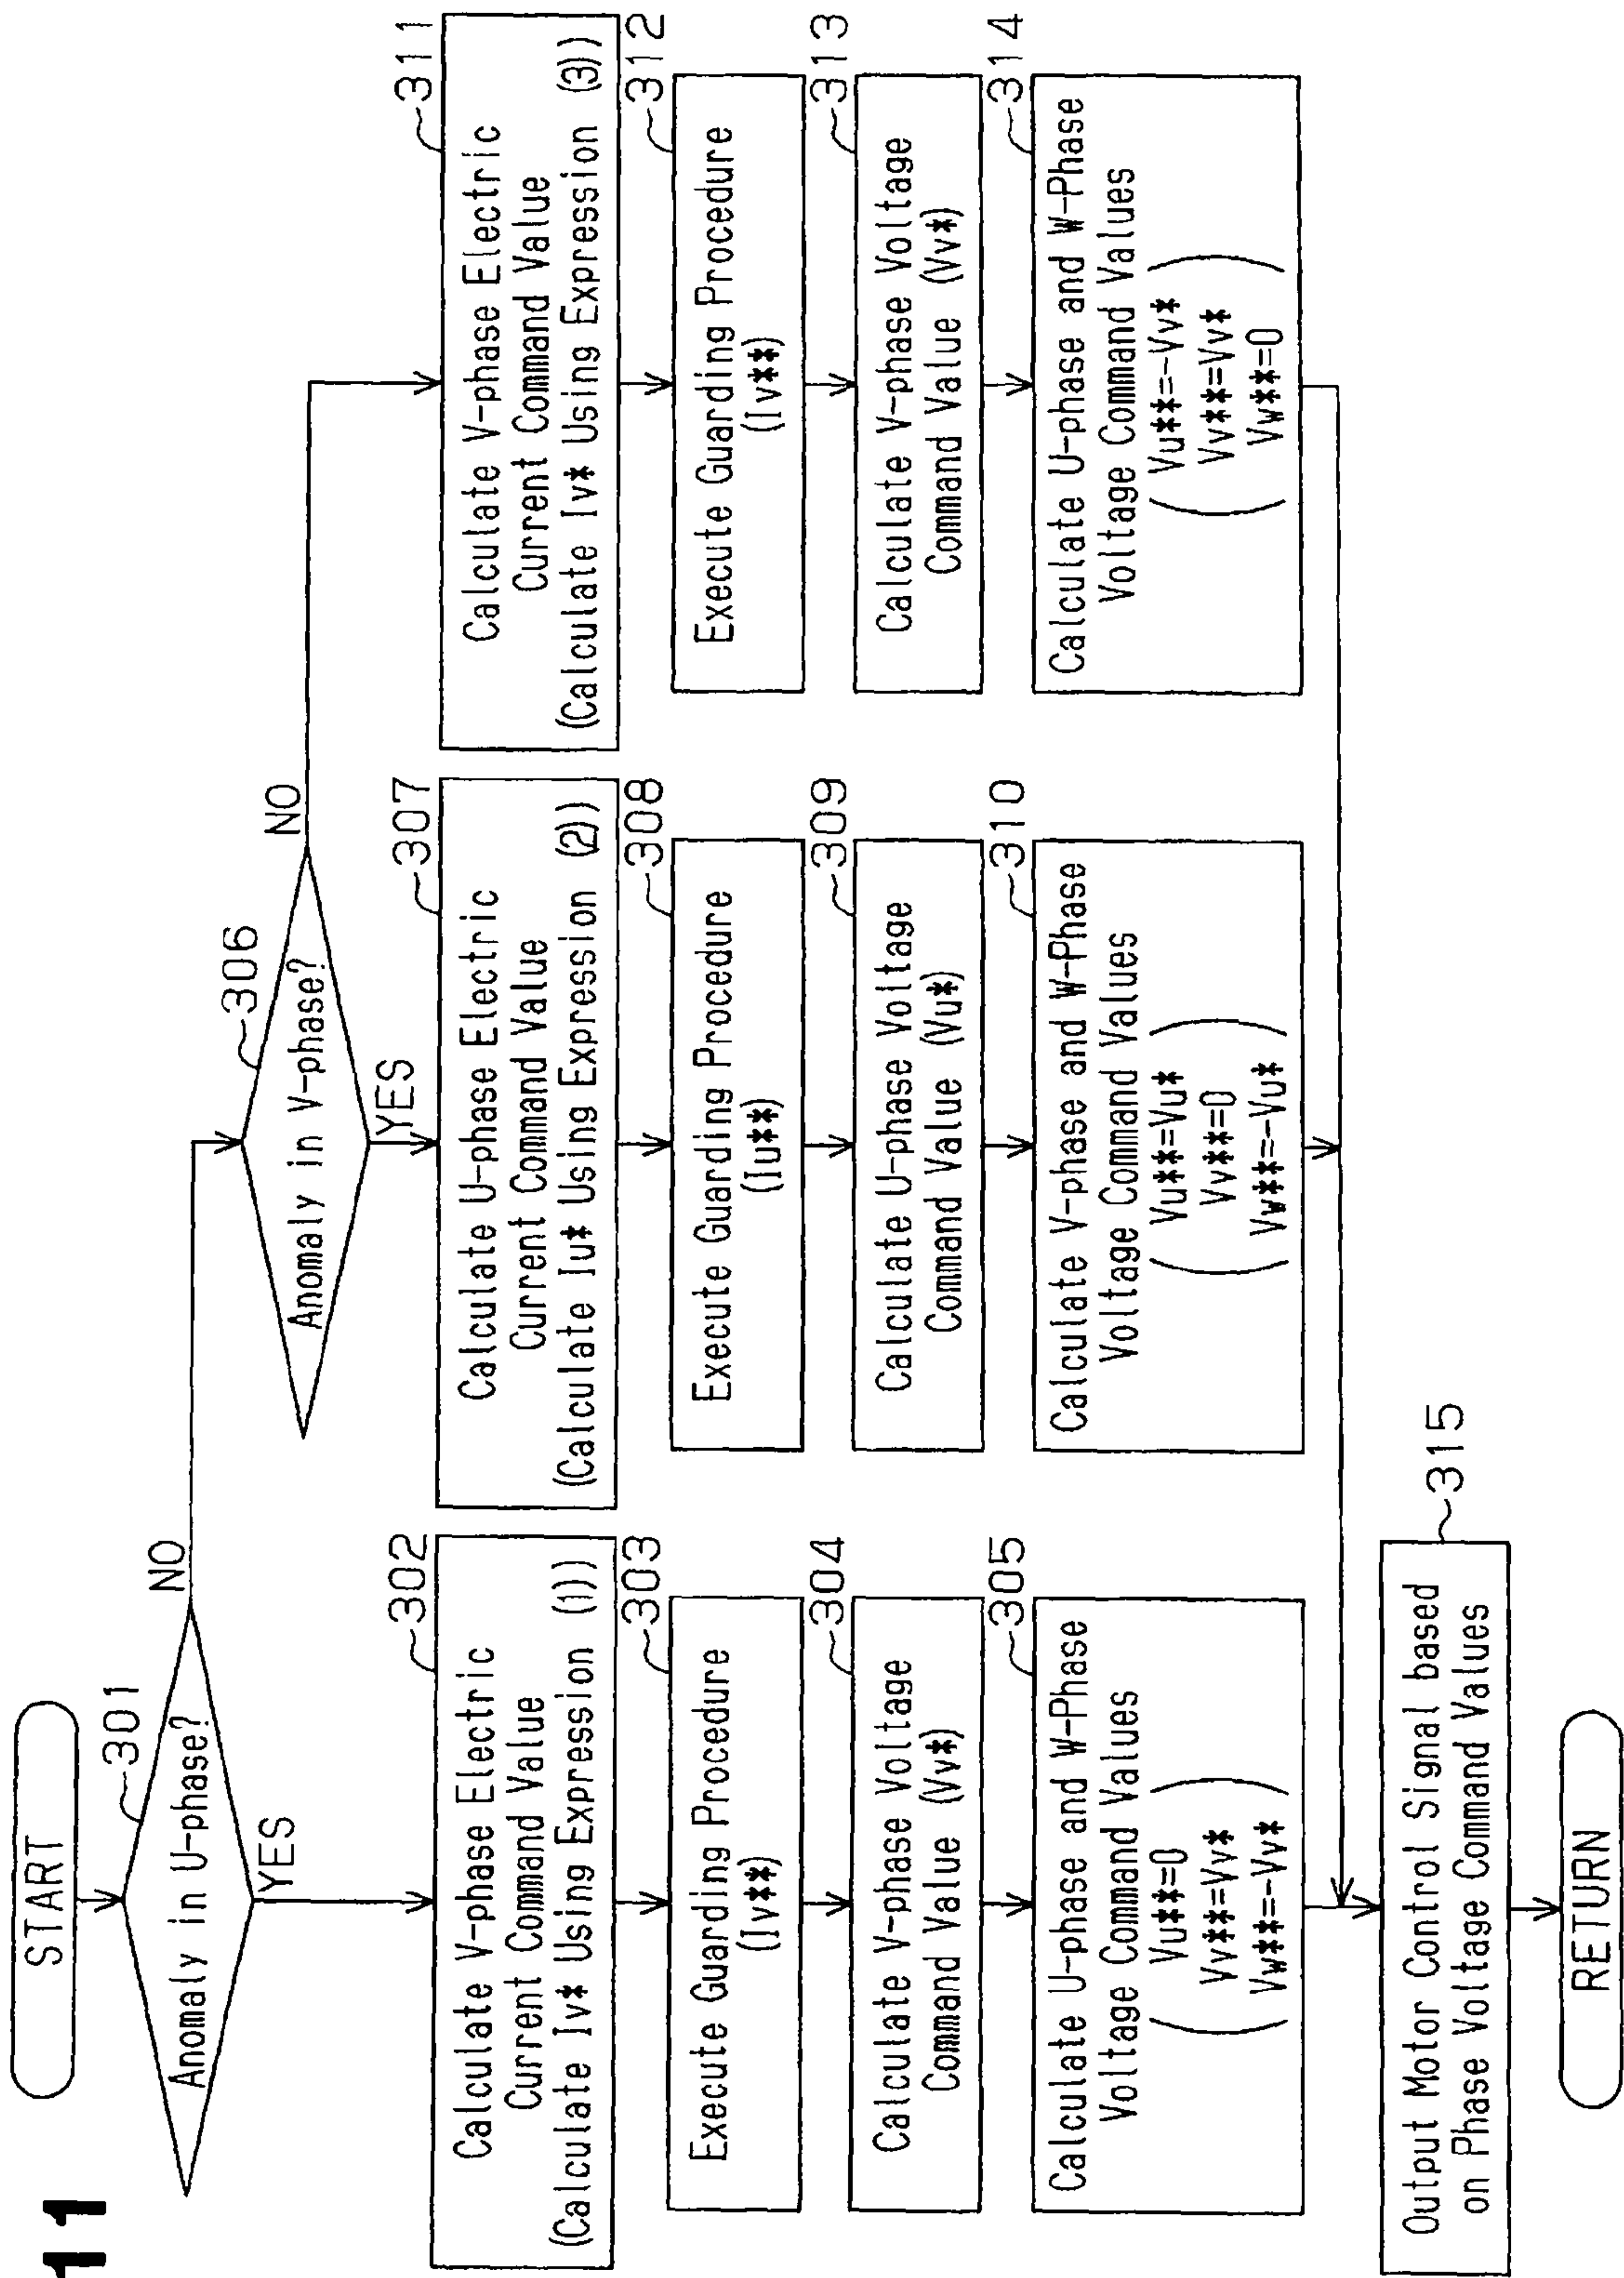 11
START
301
Anomaly in U-phase?
NO
YES
302
Calculate V-phase Electric
Current Command Value
(Calculate Iv* Using Expression (1))
303
Execute Guarding Procedure
(Iv**)
304
Calculate V-phase Voltage
Command Value (Vv*)
305
Calculate U-phase and W-Phase
Voltage Command Values
Vu**=0
Vv**=Vv*
Vw**=-Vv*
306
Anomaly in V-phase?
NO
YES
307
Calculate U-phase Electric
Current Command Value
(Calculate Iu* Using Expression (2))
308
Execute Guarding Procedure
(Iu**)
309
Calculate U-phase Voltage
Command Value (Vu*)
310
Calculate V-phase and W-Phase
Voltage Command Values
Vu**=Vu*
Vv**=0
Vw**=-Vu*
311
Calculate V-phase Electric
Current Command Value
(Calculate Iv* Using Expression (3))
312
Execute Guarding Procedure
(Iv**)
313
Calculate V-phase Voltage
Command Value (Vv*)
314
Calculate U-phase and W-Phase
Voltage Command Values
Vu**=-Vv*
Vv**=Vv*
Vw**=0
315
Output Motor Control Signal based
on Phase Voltage Command Values
RETURN